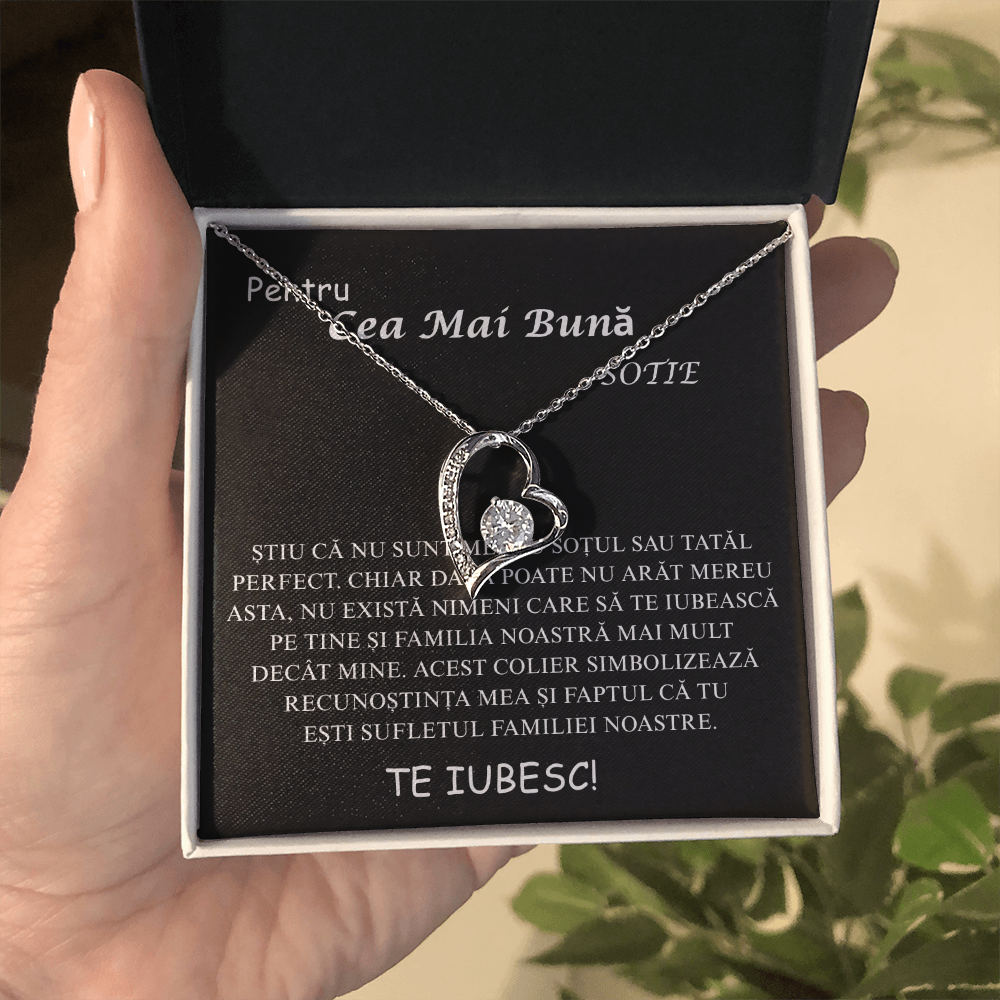 Pentru
Cea Mai Bună
SOTIE
ȘTIU CĂ NU SUNT SOȚUL SAU TATĂL
PERFECT. CHIAR DACĂ POATE NU ARĂT MEREU
ASTA, NU EXISTĂ NIMENI CARE SĂ TE IUBEASCĂ
PE TINE ȘI FAMILIA NOASTRĂ MAI MULT
DECÂT MINE. ACEST COLIER SIMBOLIZEAZĂ
RECUNOȘTINȚA MEA ȘI FAPTUL CĂ TU
EȘTI SUFLETUL FAMILIEI NOASTRE.
TE IUBESC!